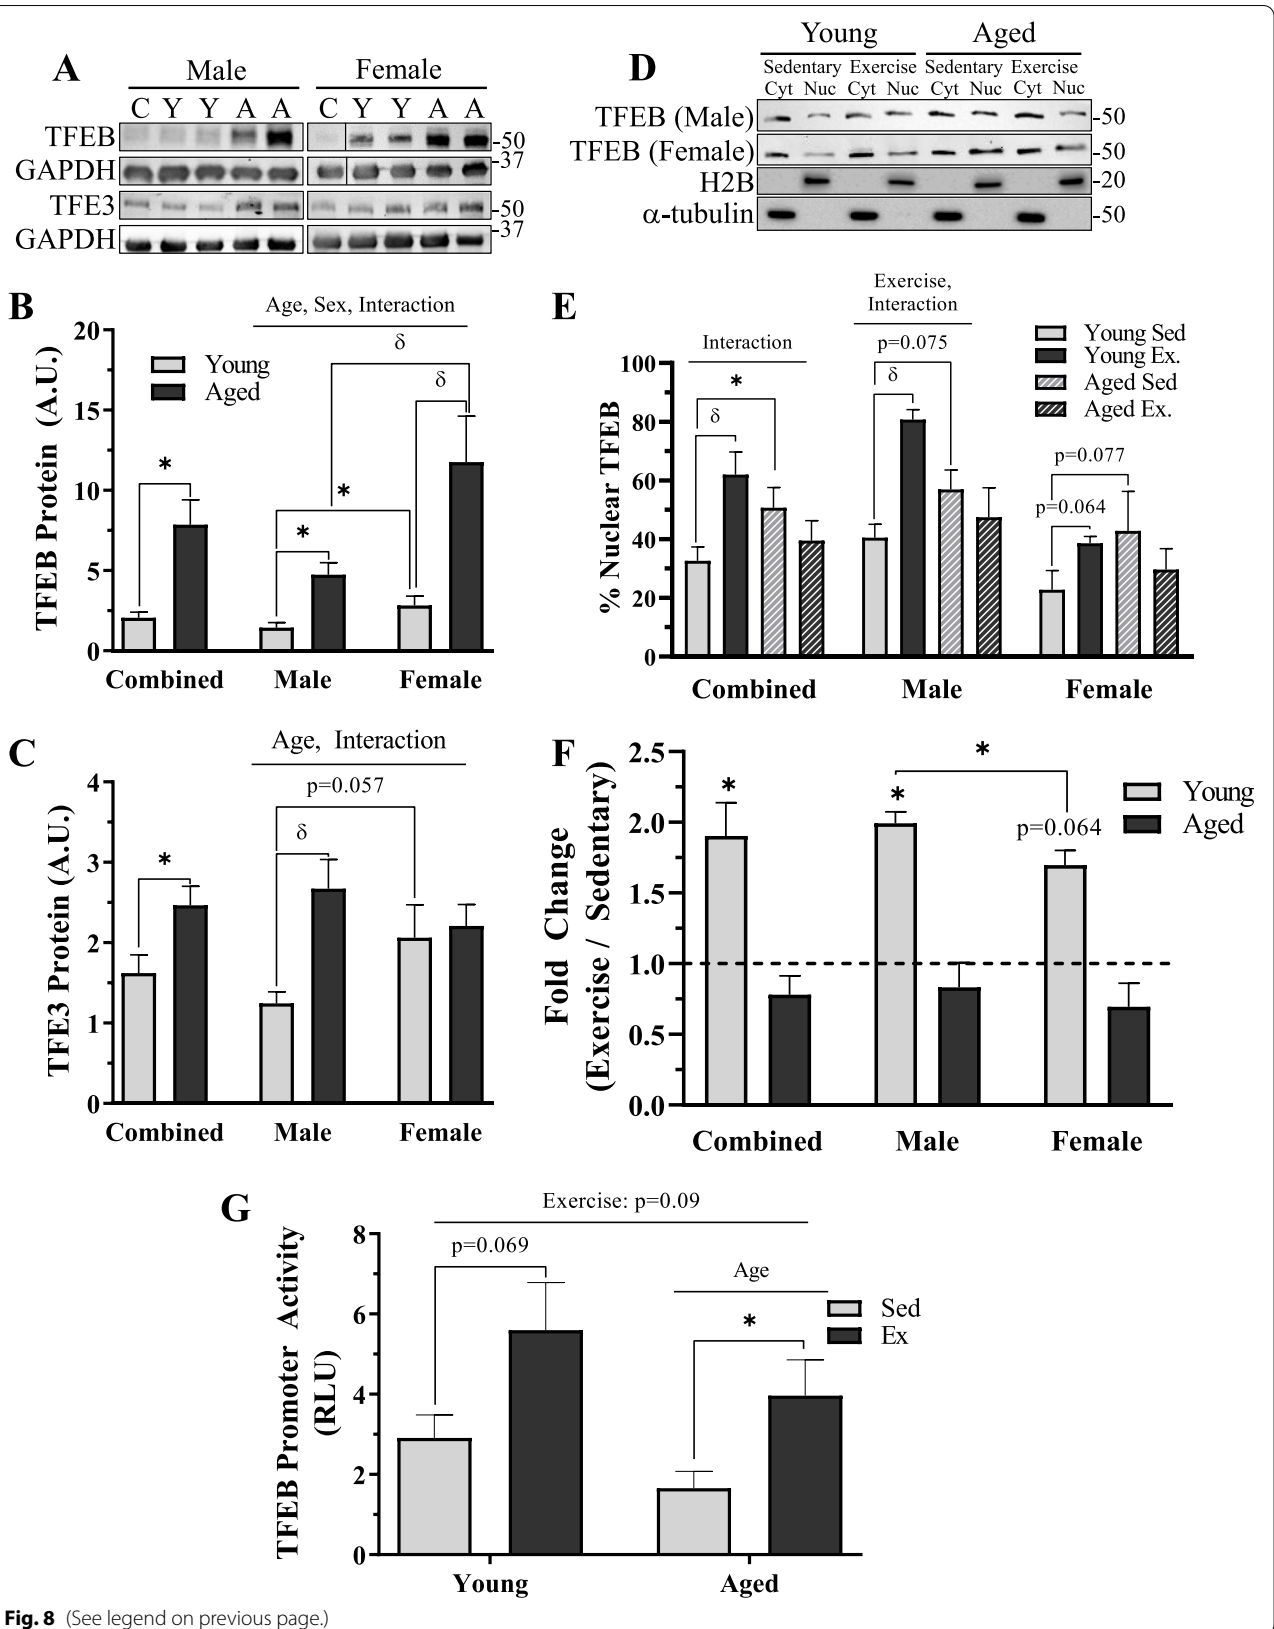 A
Male
Female
C Y Y A A
C Y Y A A
TFEB
-50
-37
GAPDH
TFE3
-50
-37
GAPDH
D
Young Aged
Sedentary Exercise Sedentary Exercise
Cyt Nuc Cyt Nuc Cyt Nuc Cyt Nuc
TFEB (Male)
-50
TFEB (Female)
-50
H2B
-20
α-tubulin
-50
B
Age, Sex, Interaction
TFEB Protein (A.U.)
20
15
10
5
0
Young
Aged
*
*
*
δ
δ
Combined Male Female
E
Exercise,
Interaction
Interaction
% Nuclear TFEB
100
80
60
40
20
0
*
δ
p=0.075
δ
p=0.077
p=0.064
Young Sed
Young Ex.
Aged Sed
Aged Ex.
Combined Male Female
C
Age, Interaction
TFE3 Protein (A.U.)
4
3
2
1
0
*
p=0.057
δ
Combined Male Female
F
Fold Change
(Exercise / Sedentary)
2.5
2.0
1.5
1.0
0.5
0.0
*
*
*
p=0.064
Young
Aged
Combined Male Female
G
Exercise: p=0.09
p=0.069
Age
*
TFEB Promoter Activity
(RLU)
8
6
4
2
0
Sed
Ex
Young Aged
Fig. 8 (See legend on previous page.)